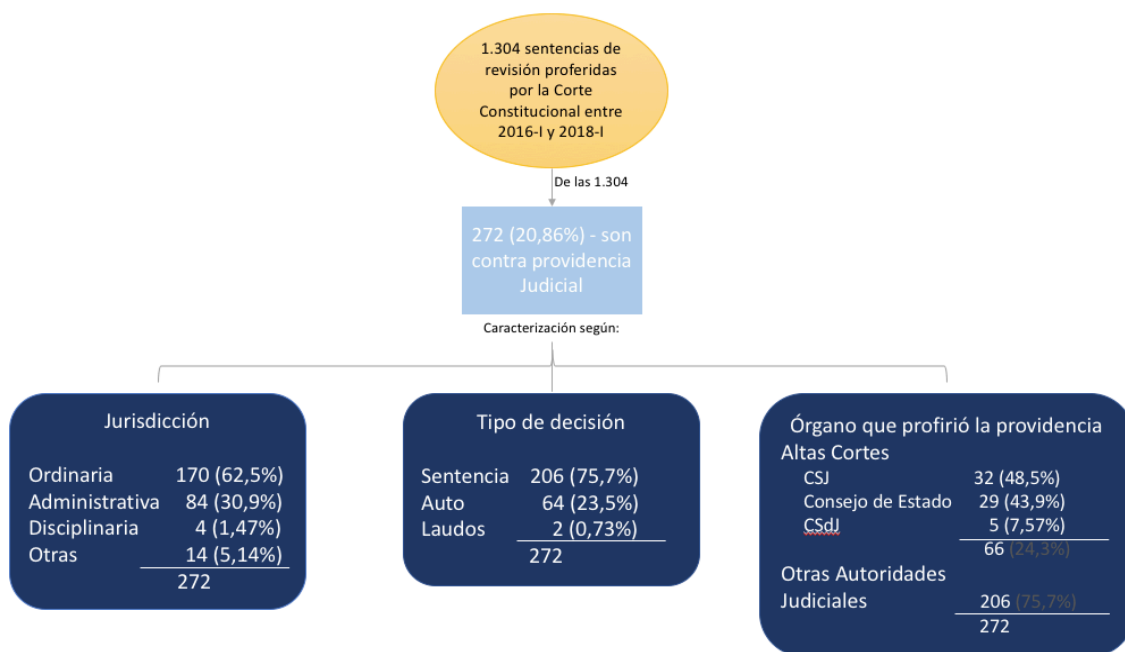 1.304 sentencias de
revisión proferidas
por la Corte
Constitucional entre
2016-I y 2018-I
De las 1.304
272 (20,86%) - son
contra providencia
Judicial
Caracterización según:
Jurisdicción
Ordinaria 170 (62,5%)
Administrativa 84 (30,9%)
Disciplinaria 4 (1,47%)
Otras 14 (5,14%)
272
Tipo de decisión
Sentencia 206 (75,7%)
Auto 64 (23,5%)
Laudos 2 (0,73%)
272
Órgano que profirió la providencia
Altas Cortes
CSJ 32 (48,5%)
Consejo de Estado 29 (43,9%)
CSdJ 5 (7,57%)
66 (24,3%)
Otras Autoridades
Judiciales 206 (75,7%)
272